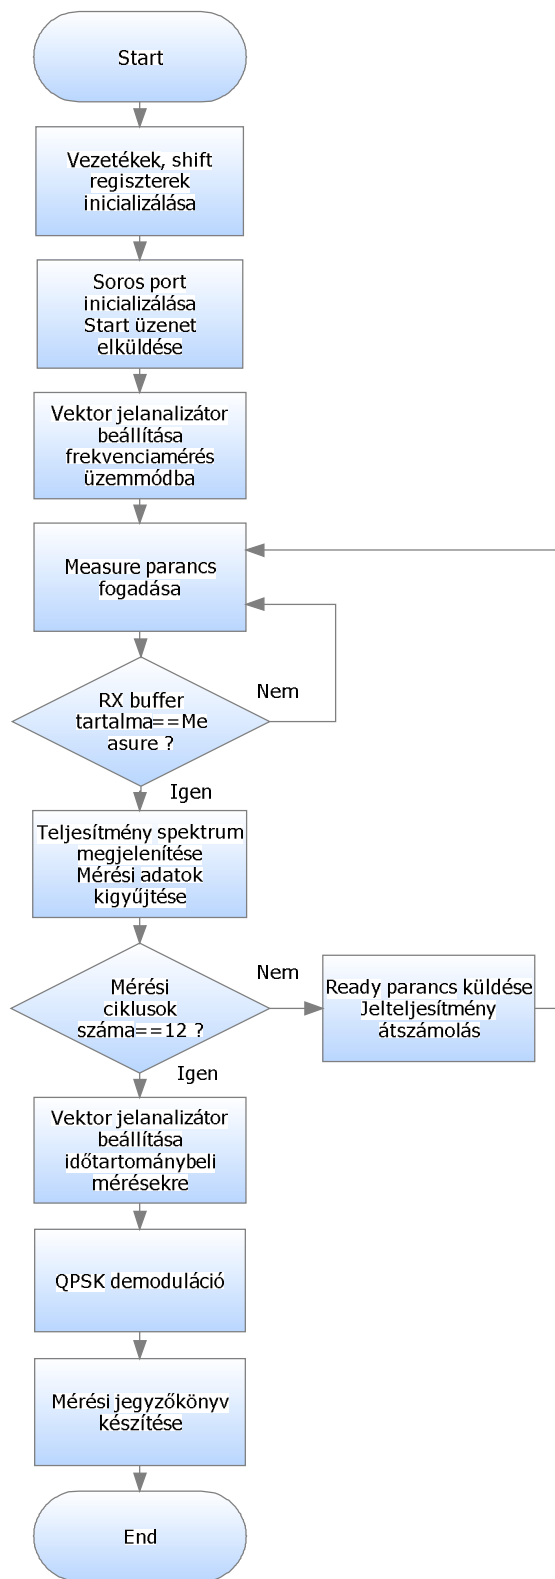 Start
Vezetékek, shift
regiszterek
inicializálása
Soros port
inicializálása
Start üzenet
elküldése
Vektor jelanalizátor
beállítása
frekvenciamérés
üzemmódba
Measure parancs
fogadása
RX buffer
tartalma==Me
asure ?
Nem
Igen
Teljesítmény spektrum
megjelenítése
Mérési adatok
kigyűjtése
Mérési
ciklusok
száma==12 ?
Nem
Ready parancs küldése
Jelteljesítmény
átszámolás
Igen
Vektor jelanalizátor
beállítása
időtartománybeli
mérésekre
QPSK demoduláció
Mérési jegyzőkönyv
készítése
End